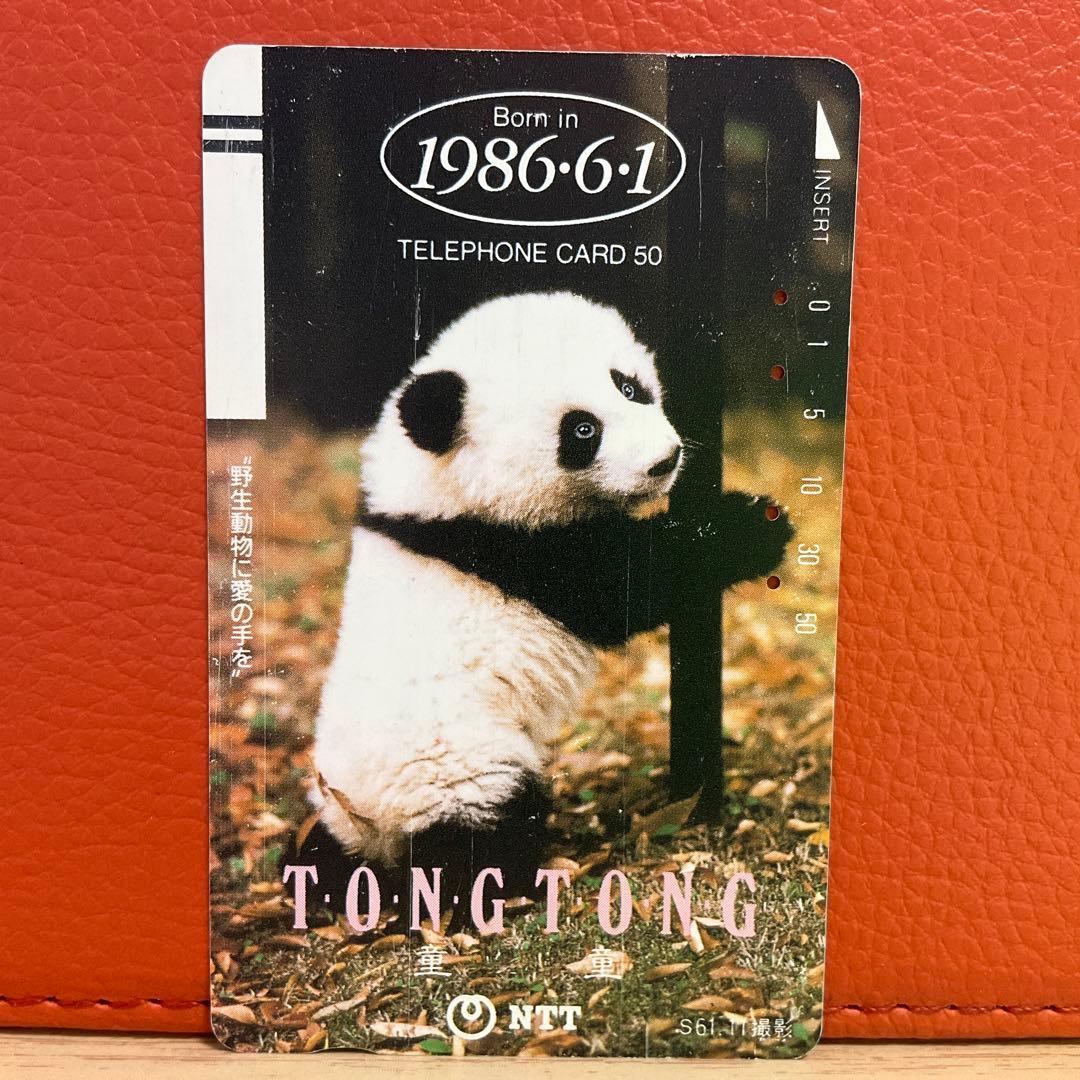 Born in
1986·6·1
TELEPHONE CARD 50
INSERT
0
1
5
10
30
50
"野生動物に愛の手を"
T·O·N·G·T·O·N·G
童 童
NTT
S61.11撮影